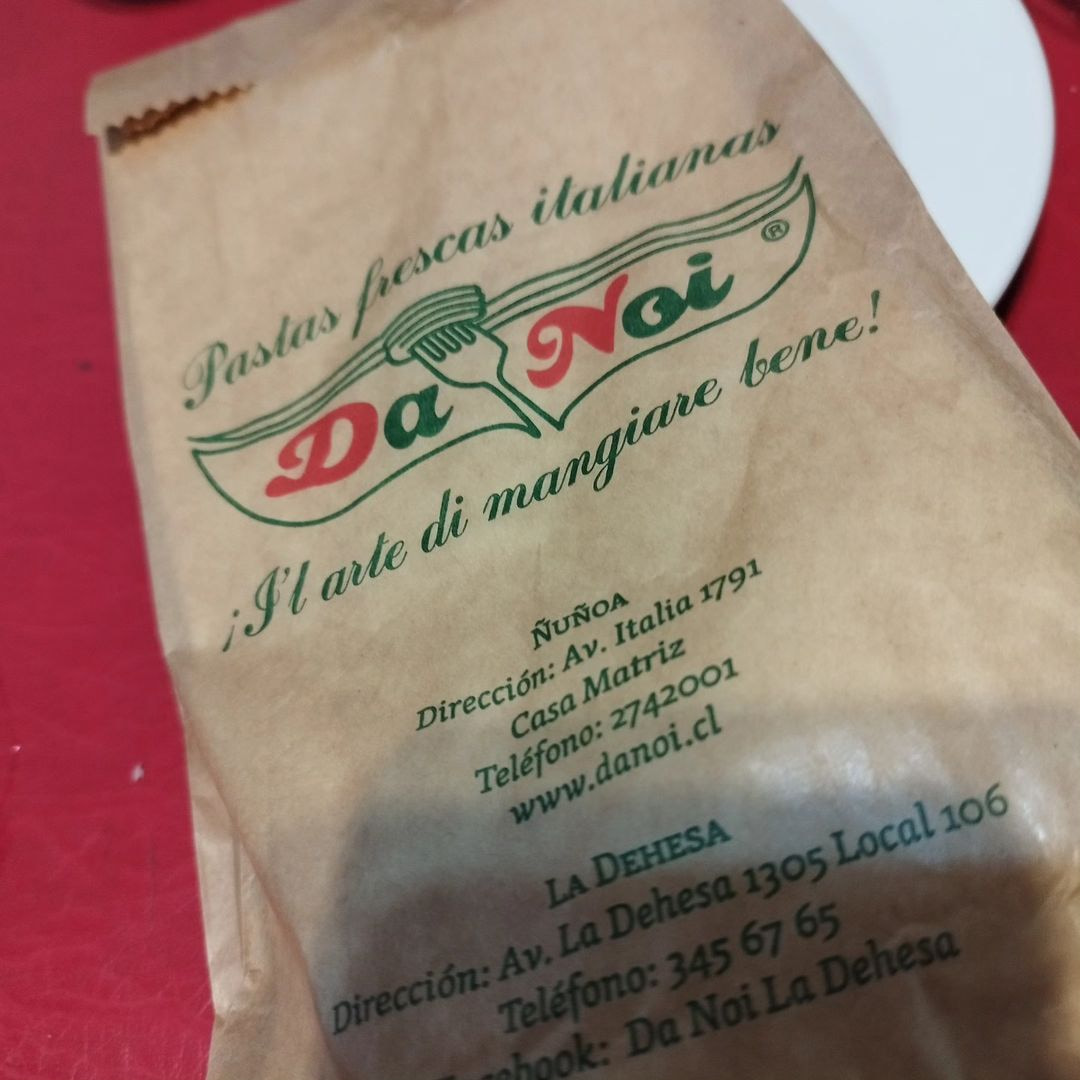 Pastas frescas italianas
Da Noi ®
¡I'l arte di mangiare bene!
ÑUÑOA
Dirección: Av. Italia 1791
Casa Matriz
Teléfono: 2742001
www.danoi.cl
LA DEHESA
Dirección: Av. La Dehesa 1305 Local 106
Teléfono: 345 67 65
Da Noi La Dehesa